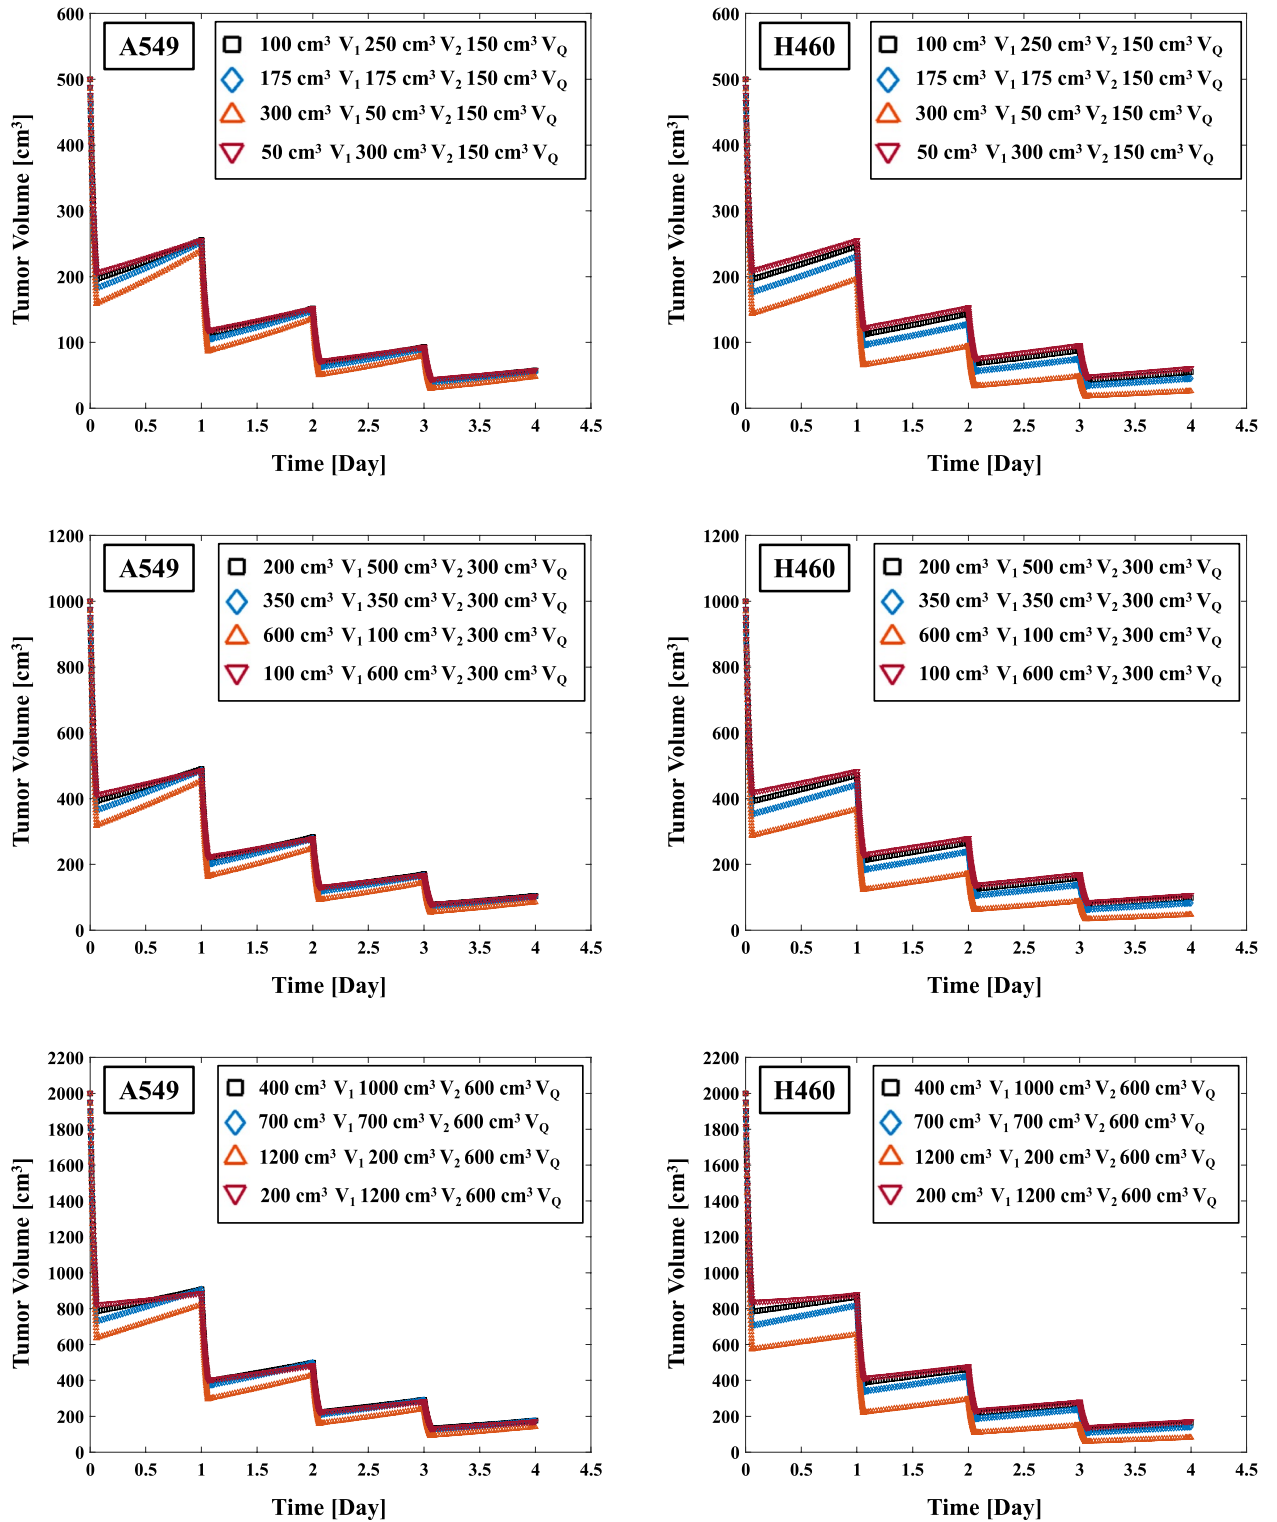 A549
100 cm³ V₁ 250 cm³ V₂ 150 cm³ V_Q
175 cm³ V₁ 175 cm³ V₂ 150 cm³ V_Q
300 cm³ V₁ 50 cm³ V₂ 150 cm³ V_Q
50 cm³ V₁ 300 cm³ V₂ 150 cm³ V_Q
Tumor Volume [cm³]
600
500
400
300
200
100
0
0 0.5 1 1.5 2 2.5 3 3.5 4 4.5
Time [Day]
H460
100 cm³ V₁ 250 cm³ V₂ 150 cm³ V_Q
175 cm³ V₁ 175 cm³ V₂ 150 cm³ V_Q
300 cm³ V₁ 50 cm³ V₂ 150 cm³ V_Q
50 cm³ V₁ 300 cm³ V₂ 150 cm³ V_Q
Tumor Volume [cm³]
600
500
400
300
200
100
0
0 0.5 1 1.5 2 2.5 3 3.5 4 4.5
Time [Day]
A549
200 cm³ V₁ 500 cm³ V₂ 300 cm³ V_Q
350 cm³ V₁ 350 cm³ V₂ 300 cm³ V_Q
600 cm³ V₁ 100 cm³ V₂ 300 cm³ V_Q
100 cm³ V₁ 600 cm³ V₂ 300 cm³ V_Q
Tumor Volume [cm³]
1200
1000
800
600
400
200
0
0 0.5 1 1.5 2 2.5 3 3.5 4 4.5
Time [Day]
H460
200 cm³ V₁ 500 cm³ V₂ 300 cm³ V_Q
350 cm³ V₁ 350 cm³ V₂ 300 cm³ V_Q
600 cm³ V₁ 100 cm³ V₂ 300 cm³ V_Q
100 cm³ V₁ 600 cm³ V₂ 300 cm³ V_Q
Tumor Volume [cm³]
1200
1000
800
600
400
200
0
0 0.5 1 1.5 2 2.5 3 3.5 4 4.5
Time [Day]
A549
400 cm³ V₁ 1000 cm³ V₂ 600 cm³ V_Q
700 cm³ V₁ 700 cm³ V₂ 600 cm³ V_Q
1200 cm³ V₁ 200 cm³ V₂ 600 cm³ V_Q
200 cm³ V₁ 1200 cm³ V₂ 600 cm³ V_Q
Tumor Volume [cm³]
2200
2000
1800
1600
1400
1200
1000
800
600
400
200
0
0 0.5 1 1.5 2 2.5 3 3.5 4 4.5
Time [Day]
H460
400 cm³ V₁ 1000 cm³ V₂ 600 cm³ V_Q
700 cm³ V₁ 700 cm³ V₂ 600 cm³ V_Q
1200 cm³ V₁ 200 cm³ V₂ 600 cm³ V_Q
200 cm³ V₁ 1200 cm³ V₂ 600 cm³ V_Q
Tumor Volume [cm³]
2200
2000
1800
1600
1400
1200
1000
800
600
400
200
0
0 0.5 1 1.5 2 2.5 3 3.5 4 4.5
Time [Day]